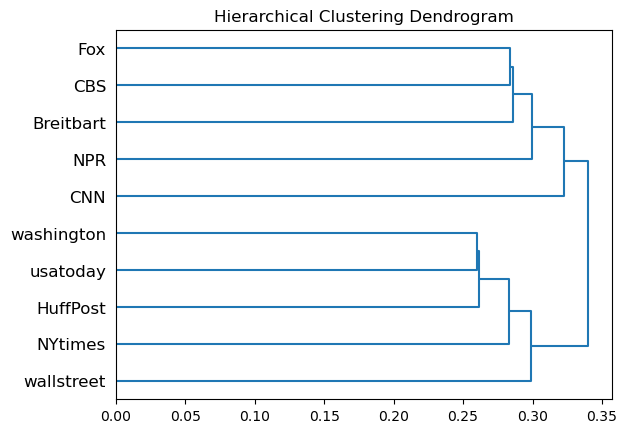 Hierarchical Clustering Dendrogram
Fox
CBS
Breitbart
NPR
CNN
washington
usatoday
HuffPost
NYtimes
wallstreet
0.00 0.05 0.10 0.15 0.20 0.25 0.30 0.35